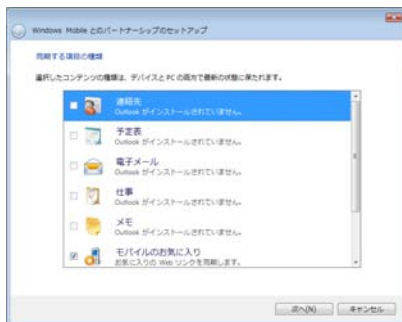 Windows Mobile とのパートナーシップのセットアップ
同期する項目の種類
選択したコンテンツの種類は、デバイスと PC の両方で最新の状態に保たれます。
連絡先
Outlook がインストールされていません。
予定表
Outlook がインストールされていません。
電子メール
Outlook がインストールされていません。
仕事
Outlook がインストールされていません。
メモ
Outlook がインストールされていません。
モバイルのお気に入り
お気に入りの Web リンクを同期します。
次へ(N)
キャンセル